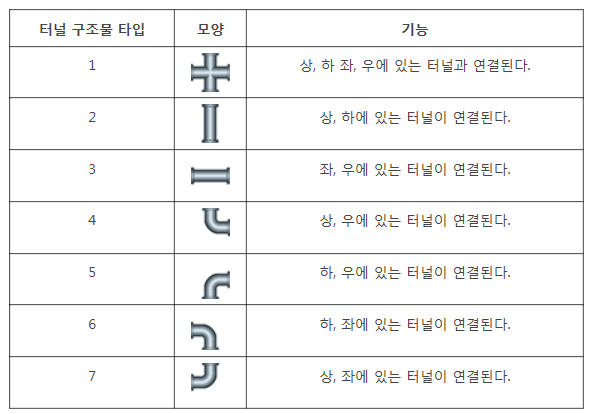 터널 구조물 타입 모양 기능
1 상, 하 좌, 우에 있는 터널과 연결된다.
2 상, 하에 있는 터널이 연결된다.
3 좌, 우에 있는 터널이 연결된다.
4 상, 우에 있는 터널이 연결된다.
5 하, 우에 있는 터널이 연결된다.
6 하, 좌에 있는 터널이 연결된다.
7 상, 좌에 있는 터널이 연결된다.